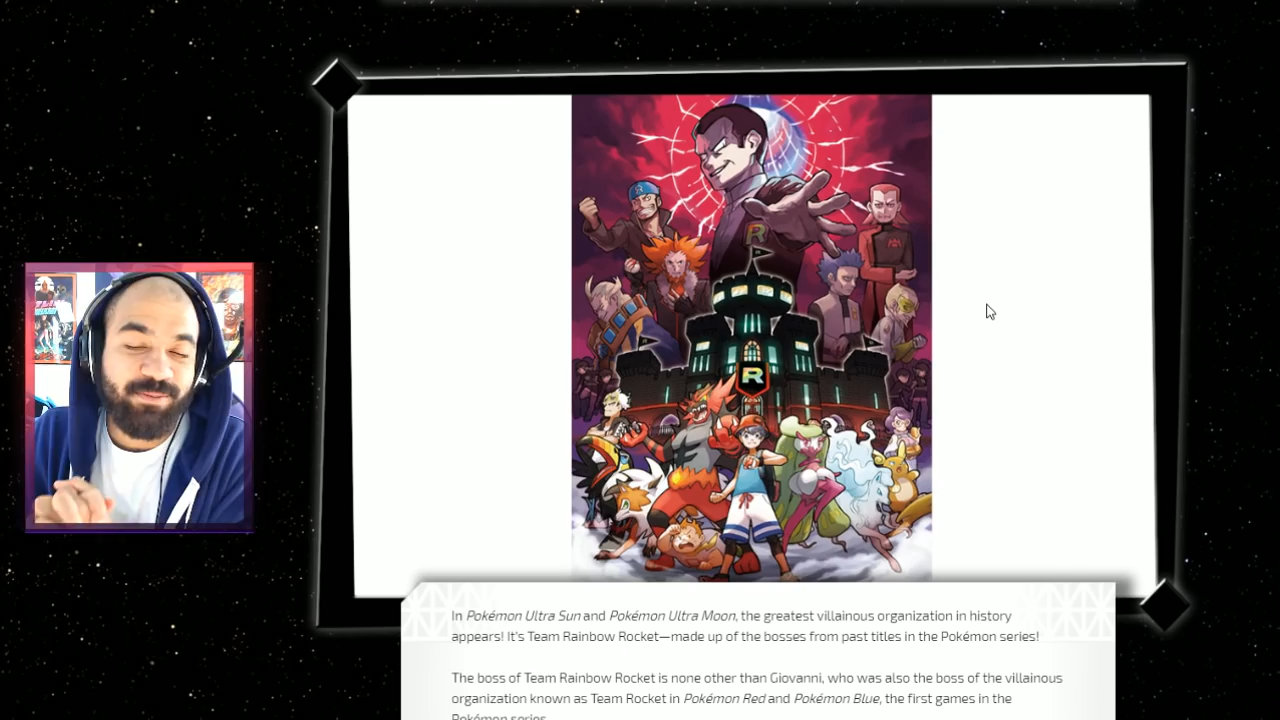 R
R
In Pokémon Ultra Sun and Pokémon Ultra Moon, the greatest villainous organization in history
appears! It's Team Rainbow Rocket—made up of the bosses from past titles in the Pokémon series!
The boss of Team Rainbow Rocket is none other than Giovanni, who was also the boss of the villainous
organization known as Team Rocket in Pokémon Red and Pokémon Blue, the first games in the
Pokémon series.